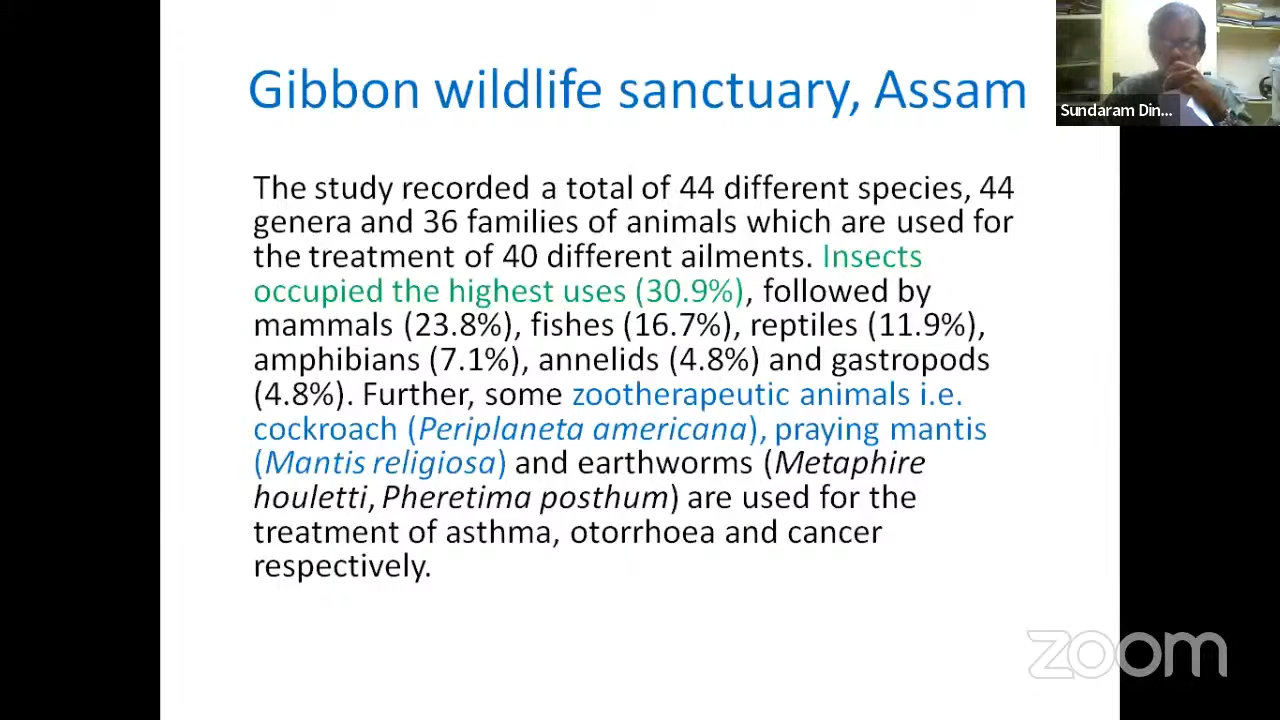 Gibbon wildlife sanctuary, Assam
Sundaram Din...
The study recorded a total of 44 different species, 44
genera and 36 families of animals which are used for
the treatment of 40 different ailments. Insects
occupied the highest uses (30.9%), followed by
mammals (23.8%), fishes (16.7%), reptiles (11.9%),
amphibians (7.1%), annelids (4.8%) and gastropods
(4.8%). Further, some zootherapeutic animals i.e.
cockroach (Periplaneta americana), praying mantis
(Mantis religiosa) and earthworms (Metaphire
houletti, Pheretima posthum) are used for the
treatment of asthma, otorrhoea and cancer
respectively.
zoom